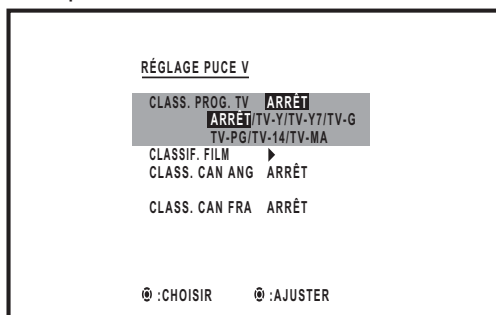 RÉGLAGE PUCE V
CLASS. PROG. TV ARRÊT
ARRÊT/TV-Y/TV-Y7/TV-G
TV-PG/TV-14/TV-MA
CLASSIF. FILM
CLASS. CAN ANG ARRÊT
CLASS. CAN FRA ARRÊT
:CHOISIR :AJUSTER